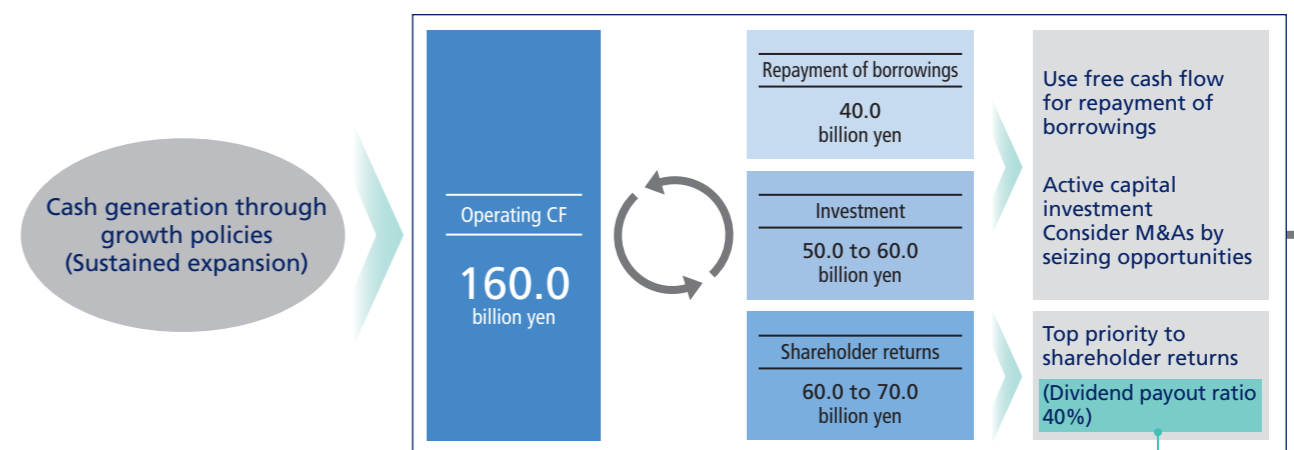 Cash generation through
growth policies
(Sustained expansion)
Operating CF
160.0
billion yen
Repayment of borrowings
40.0
billion yen
Investment
50.0 to 60.0
billion yen
Shareholder returns
60.0 to 70.0
billion yen
Use free cash flow
for repayment of
borrowings
Active capital
investment
Consider M&As by
seizing opportunities
Top priority to
shareholder returns
(Dividend payout ratio
40%)